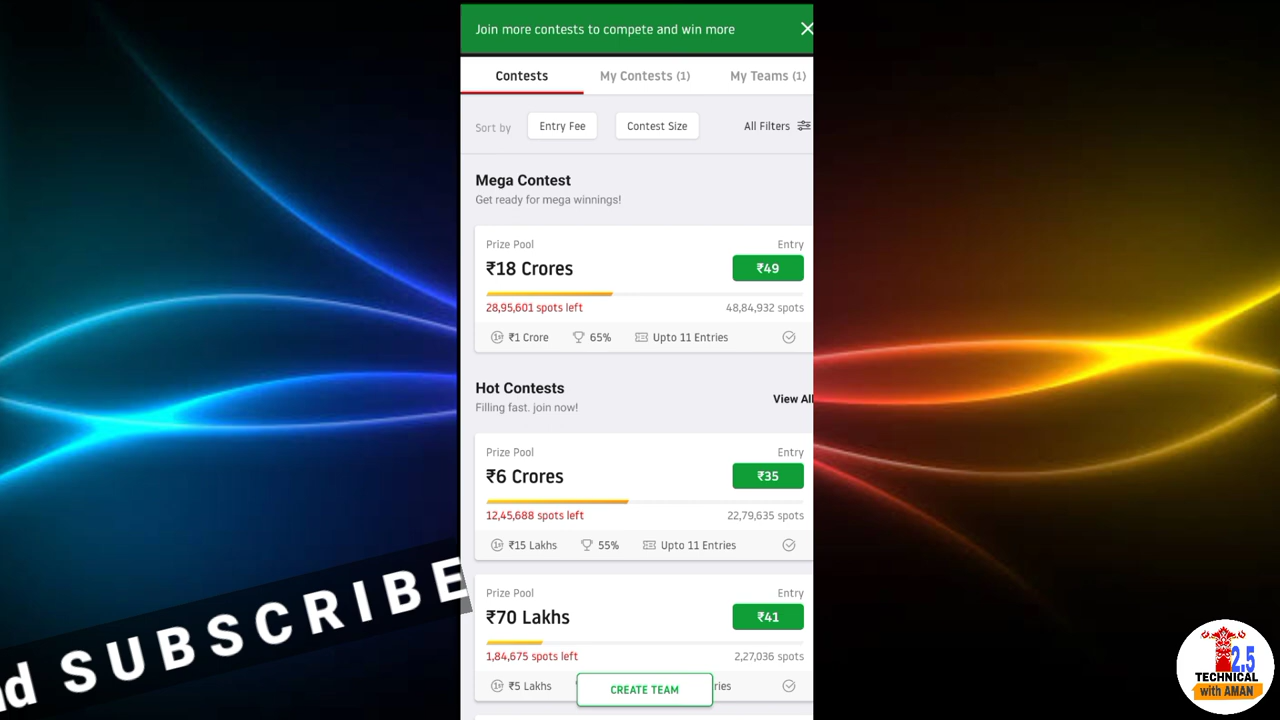 Join more contests to compete and win more
Contests
My Contests (1)
My Teams (1)
Sort by
Entry Fee
Contest Size
All Filters
Mega Contest
Get ready for mega winnings!
Prize Pool
Entry
₹18 Crores
₹49
28,95,601 spots left
48,84,932 spots
1st ₹1 Crore
65%
Upto 11 Entries
Hot Contests
View All
Filling fast. join now!
Prize Pool
Entry
₹6 Crores
₹35
12,45,688 spots left
22,79,635 spots
1st ₹15 Lakhs
55%
Upto 11 Entries
Prize Pool
Entry
₹70 Lakhs
₹41
1,84,675 spots left
2,27,036 spots
1st ₹5 Lakhs
ries
CREATE TEAM
nd SUBSCRIBE
2.5
TECHNICAL
with AMAN